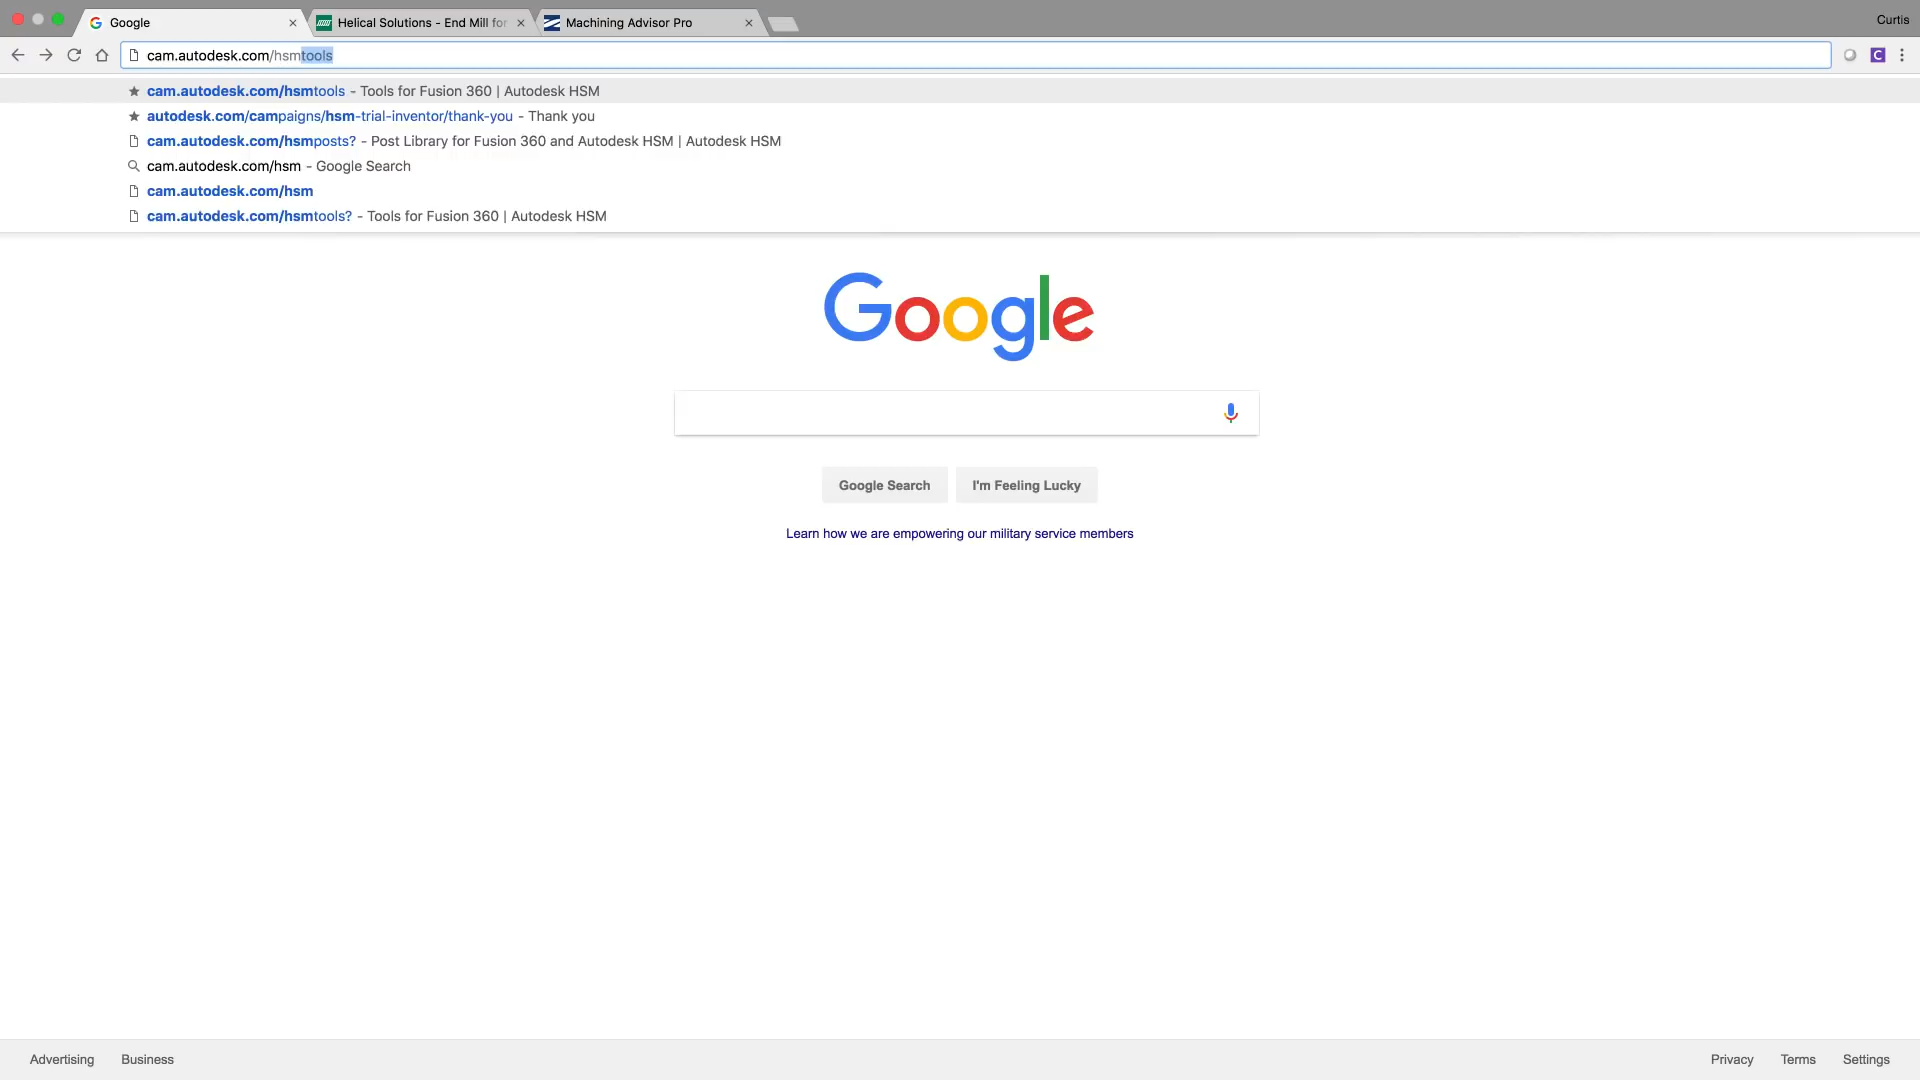 Google
Helical Solutions - End Mill for
Machining Advisor Pro
Curtis
cam.autodesk.com/hsmtools
C
cam.autodesk.com/hsmtools - Tools for Fusion 360 | Autodesk HSM
autodesk.com/campaigns/hsm-trial-inventor/thank-you - Thank you
cam.autodesk.com/hsmposts? - Post Library for Fusion 360 and Autodesk HSM | Autodesk HSM
cam.autodesk.com/hsm - Google Search
cam.autodesk.com/hsm
cam.autodesk.com/hsmtools? - Tools for Fusion 360 | Autodesk HSM
Google
Google Search
I'm Feeling Lucky
Learn how we are empowering our military service members
Advertising
Business
Privacy
Terms
Settings